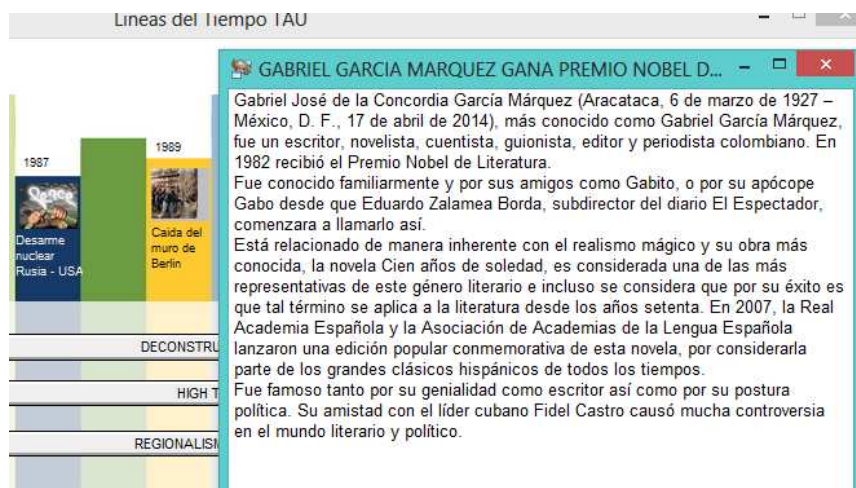 Lineas del Tiempo TAU
GABRIEL GARCIA MARQUEZ GANA PREMIO NOBEL D...
Gabriel José de la Concordia García Márquez (Aracataca, 6 de marzo de 1927 –
México, D. F., 17 de abril de 2014), más conocido como Gabriel García Márquez,
fue un escritor, novelista, cuentista, guionista, editor y periodista colombiano. En
1982 recibió el Premio Nobel de Literatura.
Fue conocido familiarmente y por sus amigos como Gabito, o por su apócope
Gabo desde que Eduardo Zalamea Borda, subdirector del diario El Espectador,
comenzara a llamarlo así.
Está relacionado de manera inherente con el realismo mágico y su obra más
conocida, la novela Cien años de soledad, es considerada una de las más
representativas de este género literario e incluso se considera que por su éxito es
que tal término se aplica a la literatura desde los años setenta. En 2007, la Real
Academia Española y la Asociación de Academias de la Lengua Española
lanzaron una edición popular conmemorativa de esta novela, por considerarla
parte de los grandes clásicos hispánicos de todos los tiempos.
Fue famoso tanto por su genialidad como escritor así como por su postura
política. Su amistad con el líder cubano Fidel Castro causó mucha controversia
en el mundo literario y político.
1987
Peace
Desarme
nuclear
Rusia - USA
1989
Caida del
muro de
Berlin
DECONSTRU
HIGH T
REGIONALISM